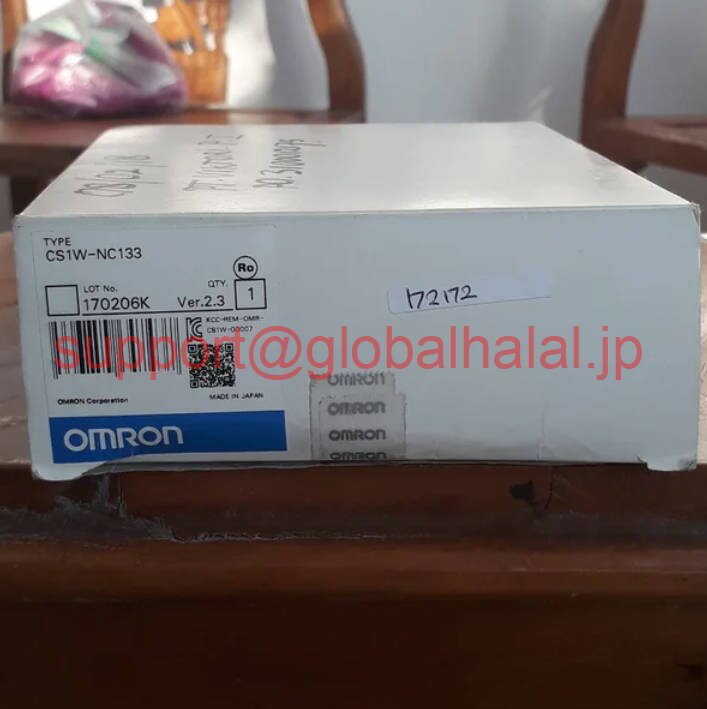 TYPE
CS1W-NC133
Ro
LOT No.
QTY.
170206K
Ver.2.3
1
172172
KCC-REM-OMR-
CS1W-00007
support@globalhalal.jp
OMRON Corporation
MADE IN JAPAN
OMRON
OMRON
OMRON
OMRON
OMRON